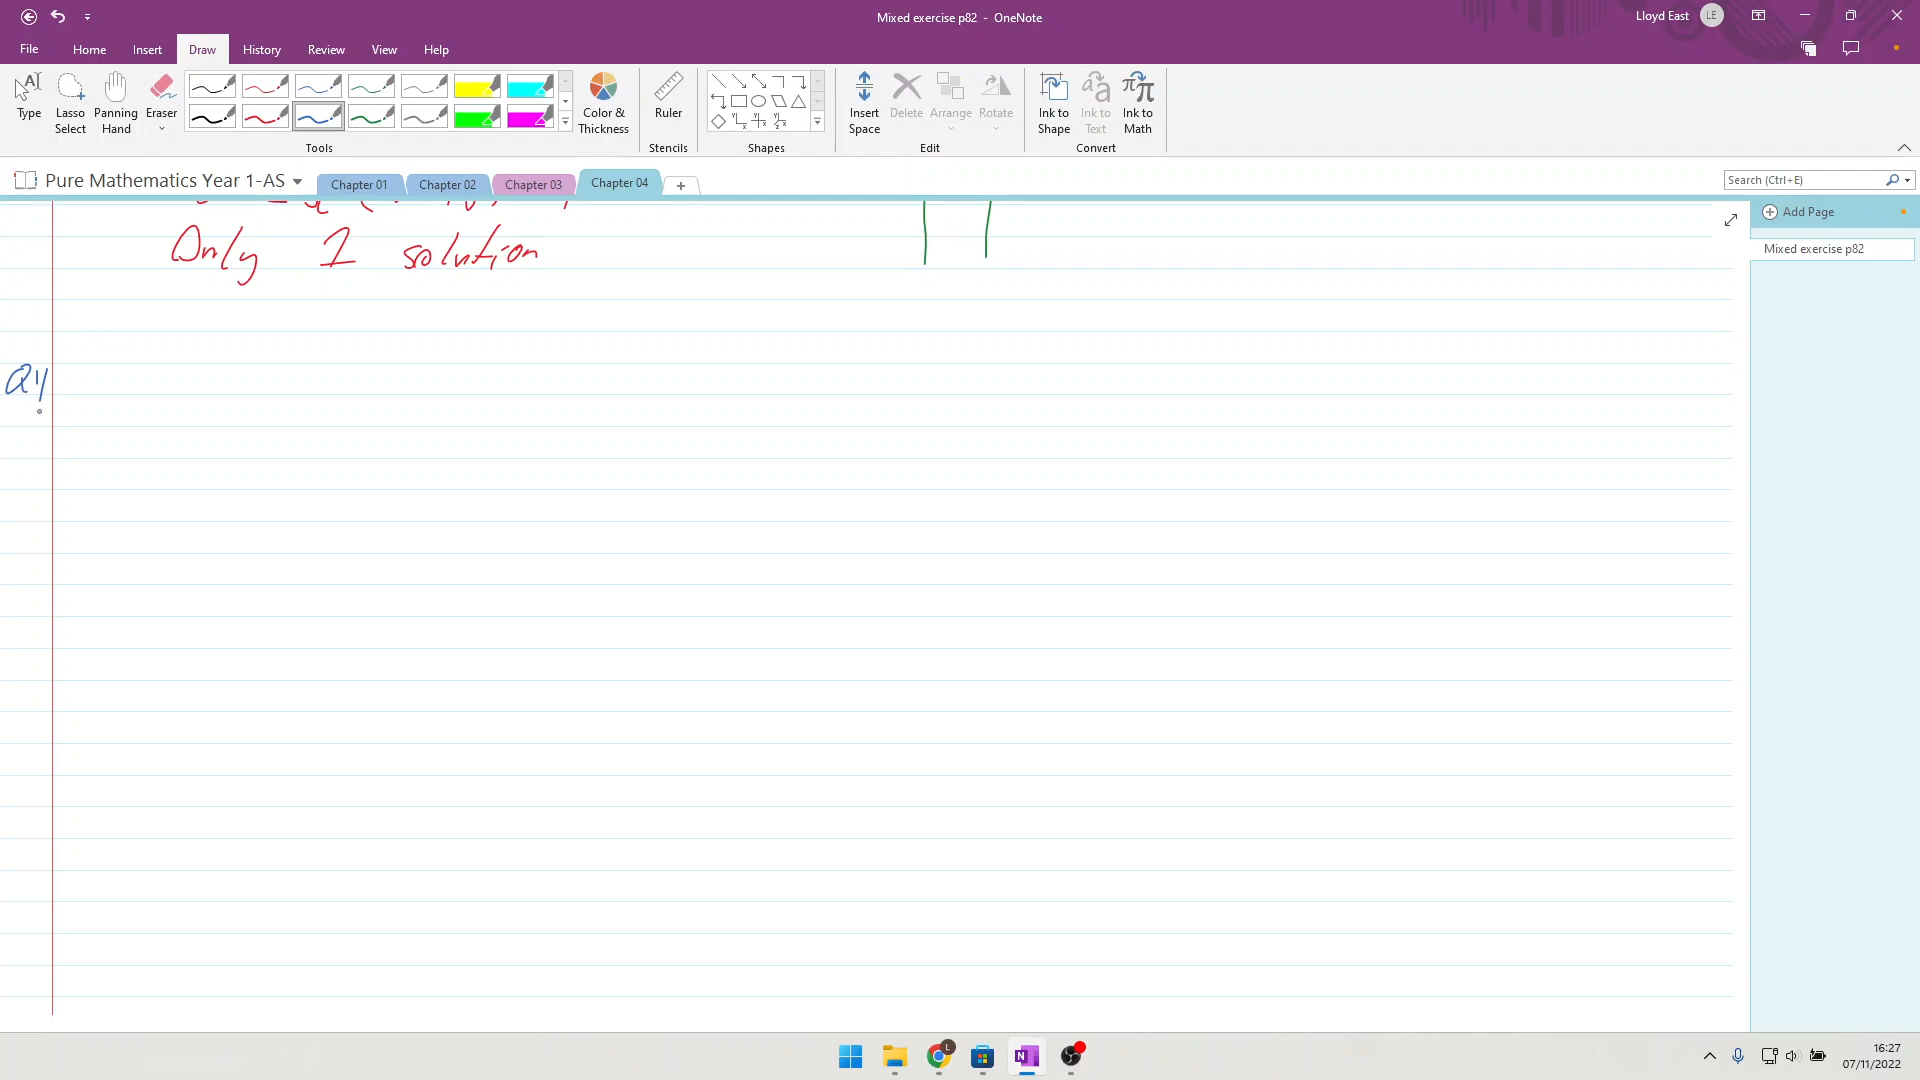 Mixed exercise p82 - OneNote
Lloyd East LE
File Home Insert Draw History Review View Help
Type
Lasso Select
Panning Hand
Eraser
Color & Thickness
Ruler
Insert Space
Delete
Arrange
Rotate
Ink to Shape
Ink to Text
Ink to Math
Tools Stencils Shapes Edit Convert
Pure Mathematics Year 1-AS Chapter 01 Chapter 02 Chapter 03 Chapter 04
Search (Ctrl+E)
Add Page
Mixed exercise p82
Only 1 solution
Q4
16:27
07/11/2022